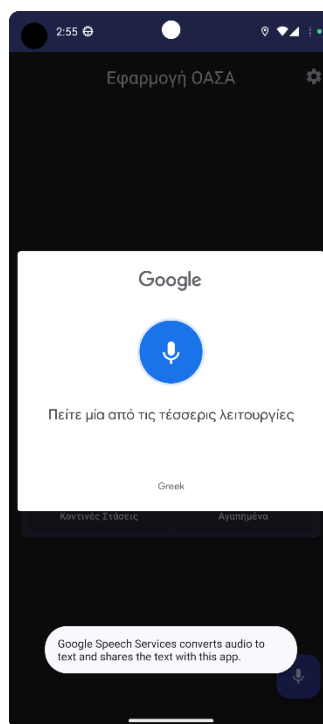 2:55
Εφαρμογή ΟΑΣΑ
Google
Πείτε μία από τις τέσσερις λειτουργίες
Greek
Κοντινές Στάσεις Αγαπημένα
Google Speech Services converts audio to
text and shares the text with this app.